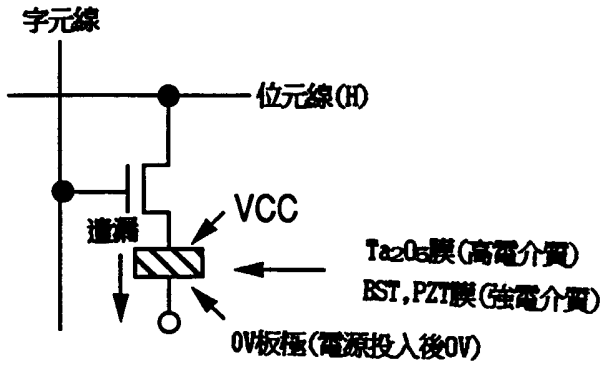 字元線
位元線(H)
VCC
遺漏
Ta₂O₅膜(高電介質)
BST,PZT膜(強電介質)
0V板極(電源投入後0V)